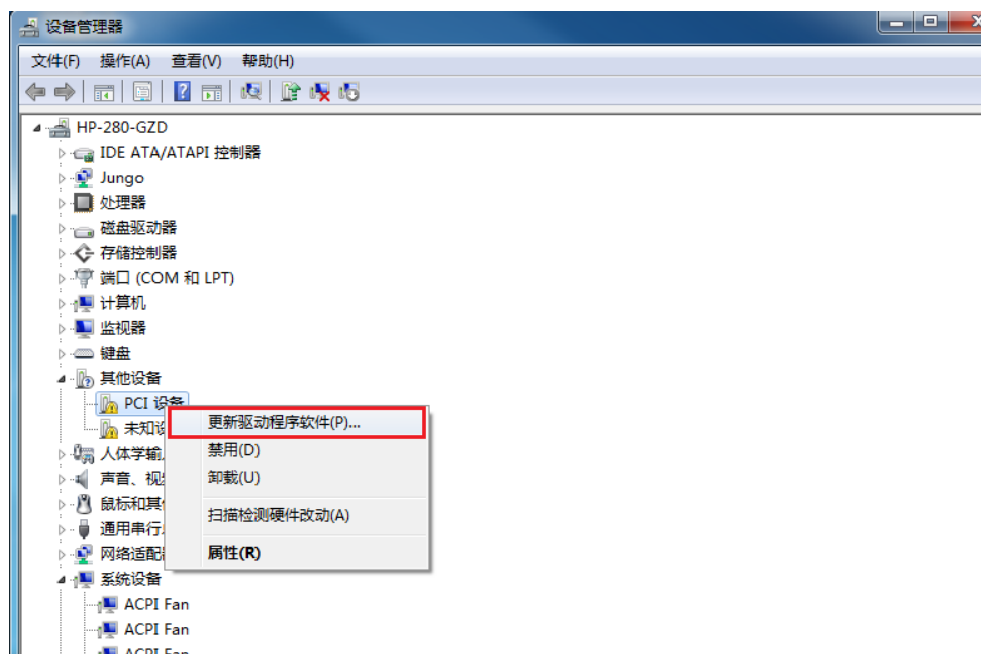 设备管理器
文件(F) 操作(A) 查看(V) 帮助(H)
HP-280-GZD
IDE ATA/ATAPI 控制器
Jungo
处理器
磁盘驱动器
存储控制器
端口 (COM 和 LPT)
计算机
监视器
键盘
其他设备
PCI 设备
更新驱动程序软件(P)...
未知设
禁用(D)
人体学输
卸载(U)
声音、视
鼠标和其
扫描检测硬件改动(A)
通用串行
网络适配
属性(R)
系统设备
ACPI Fan
ACPI Fan
ACPI Fan